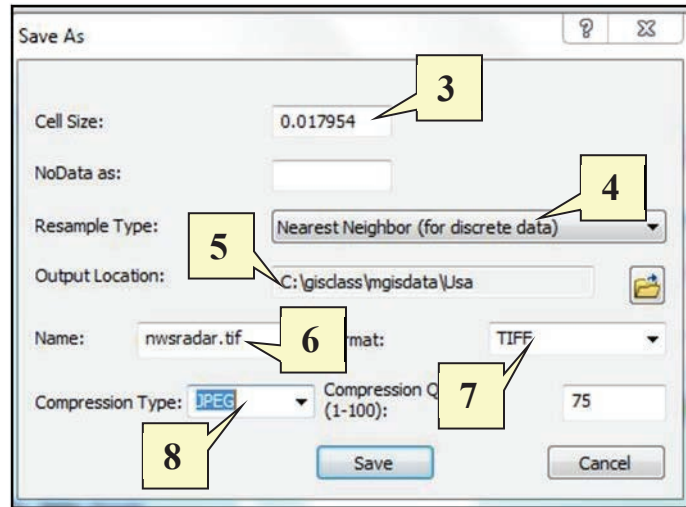 Save As
3
Cell Size: 0.017954
NoData as:
4
Resample Type: Nearest Neighbor (for discrete data)
5
Output Location: C:\gisclass\mgisdata\Usa
Name: nwsradar.tif 6 rmat: TIFF
7
Compression Type: JPEG Compression Q
(1-100): 75
8
Save Cancel